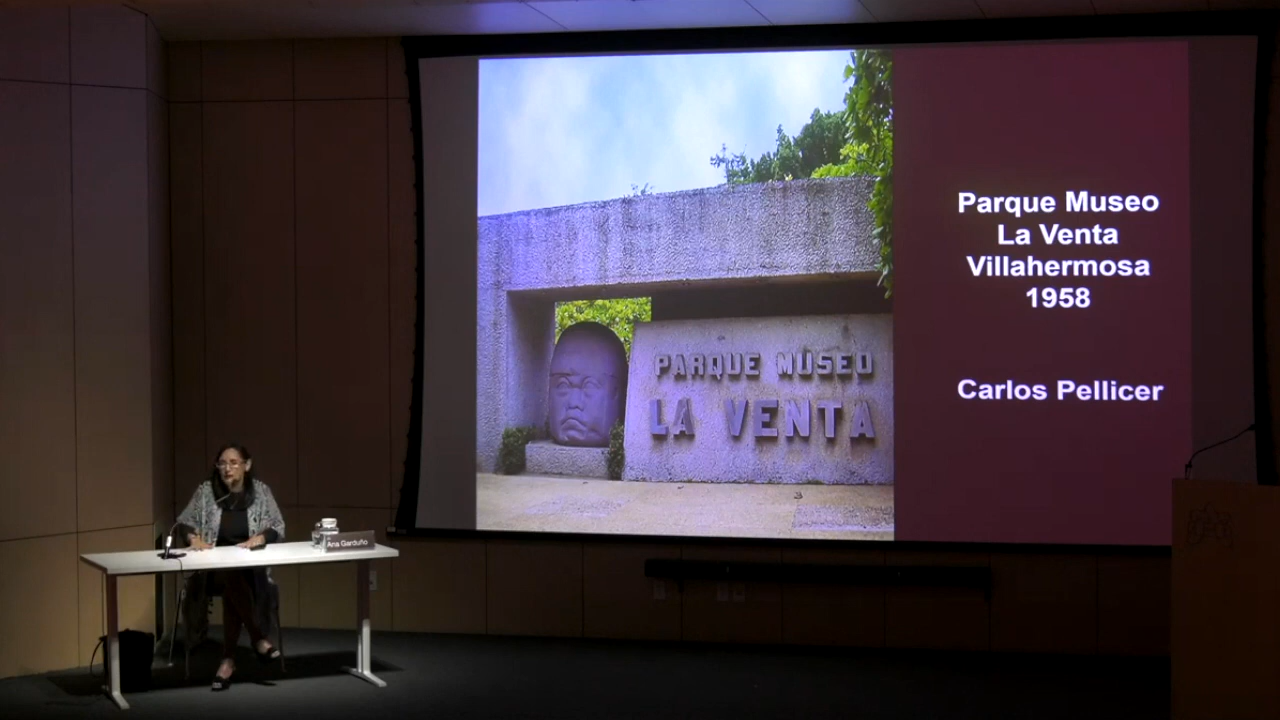 Parque Museo
La Venta
Villahermosa
1958
Carlos Pellicer
PARQUE MUSEO
LA VENTA
Ana Garduño